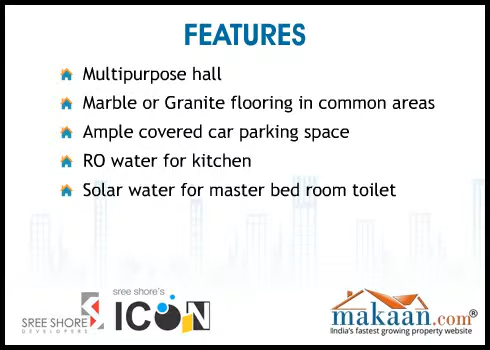 FEATURES
Multipurpose hall
Marble or Granite flooring in common areas
Ample covered car parking space
RO water for kitchen
Solar water for master bed room toilet
SREE SHORE
DEVELOPERS
sree shore's
ICON
makaan.com®
India's fastest growing property website